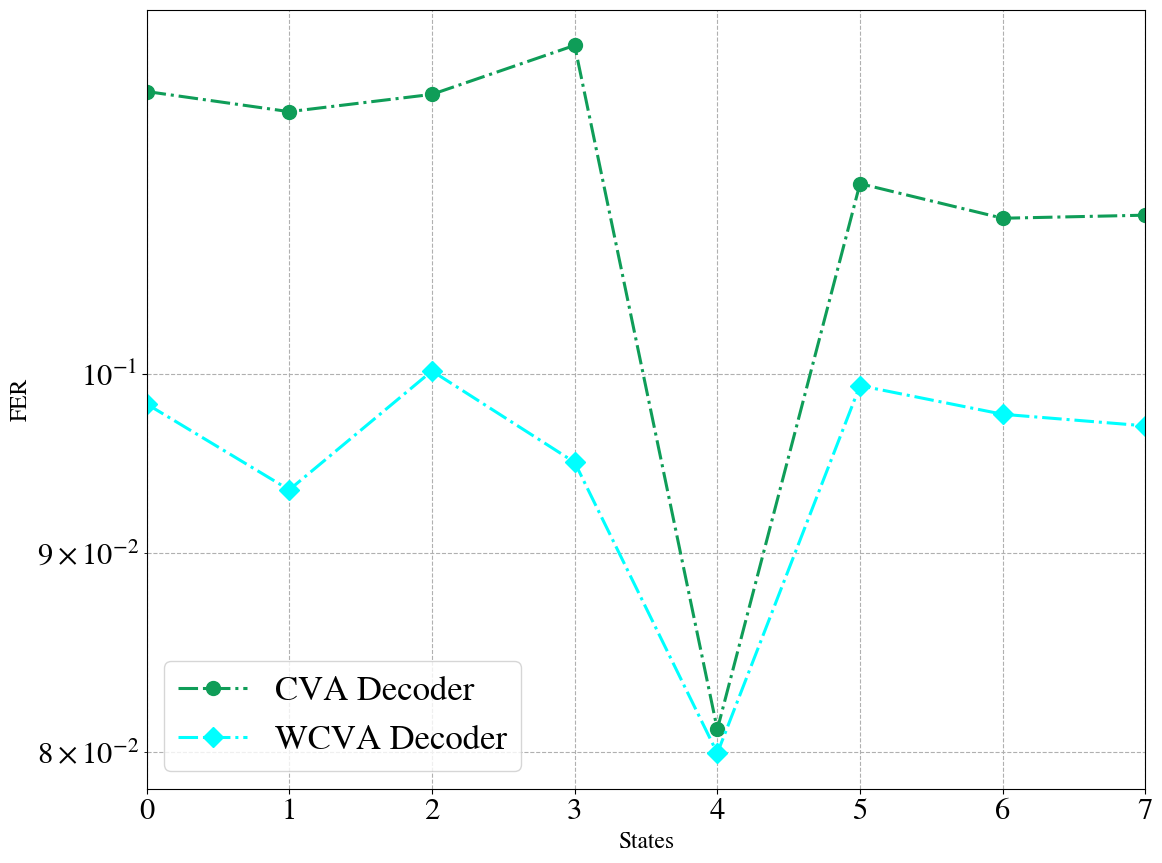 FER
10⁻¹
9×10⁻²
8×10⁻²
CVA Decoder
WCVA Decoder
0 1 2 3 4 5 6 7
States